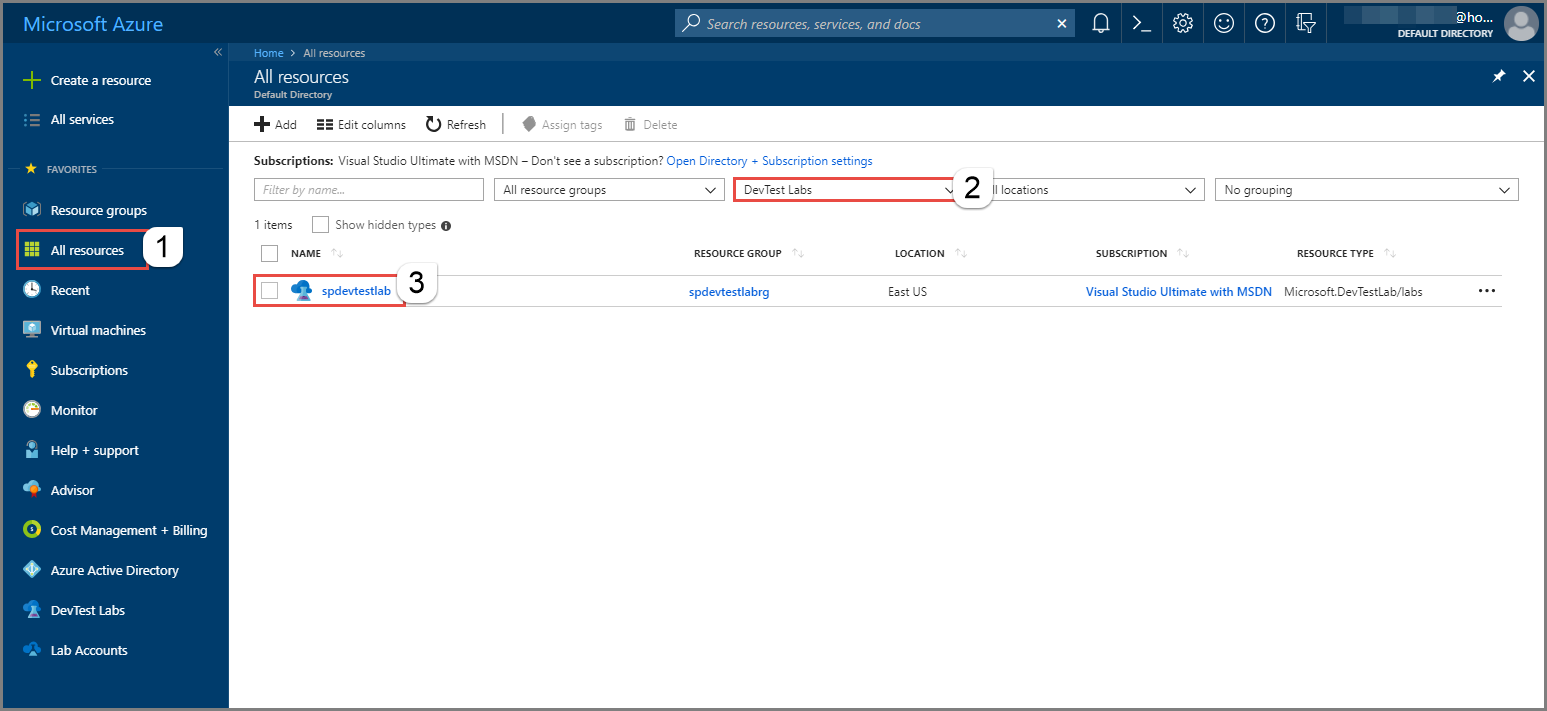 Microsoft Azure
Search resources, services, and docs
@ho...
DEFAULT DIRECTORY
Create a resource
All services
FAVORITES
Resource groups
All resources
1
Recent
Virtual machines
Subscriptions
Monitor
Help + support
Advisor
Cost Management + Billing
Azure Active Directory
DevTest Labs
Lab Accounts
Home > All resources
All resources
Default Directory
Add Edit columns Refresh Assign tags Delete
Subscriptions: Visual Studio Ultimate with MSDN – Don't see a subscription? Open Directory + Subscription settings
Filter by name... All resource groups DevTest Labs 2 locations No grouping
1 items Show hidden types
NAME RESOURCE GROUP LOCATION SUBSCRIPTION RESOURCE TYPE
spdevtestlab 3 spdevtestlabrg East US Visual Studio Ultimate with MSDN Microsoft.DevTestLab/labs